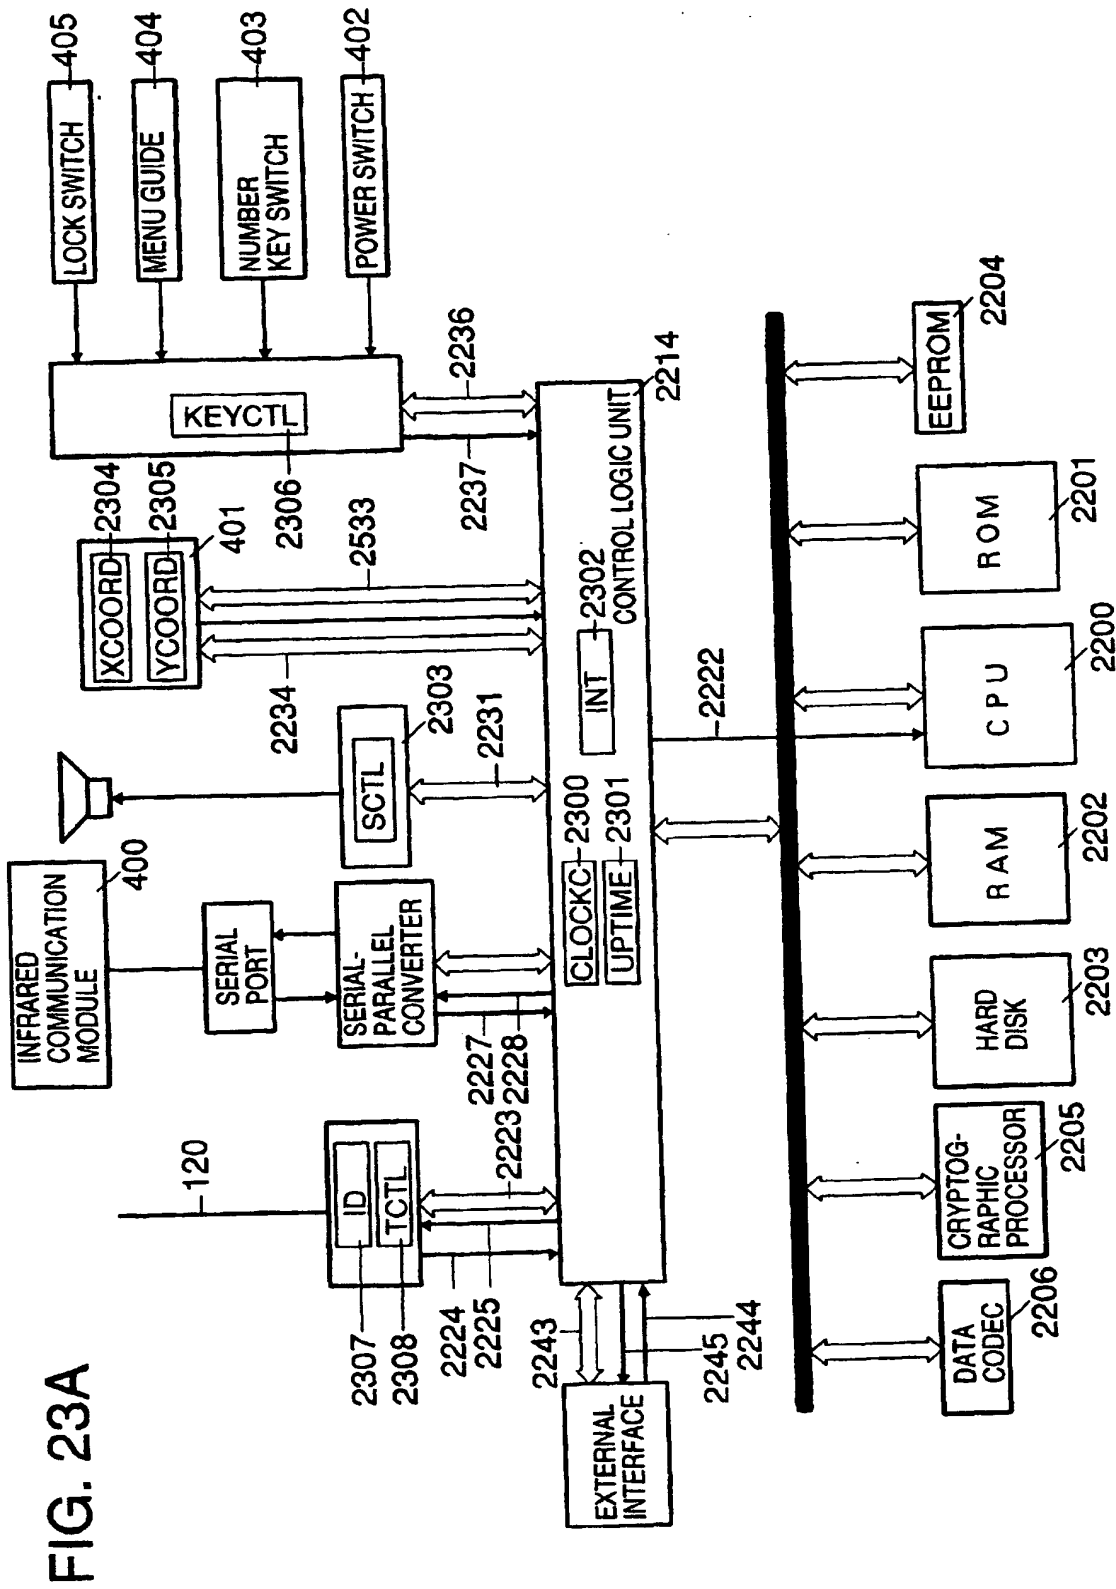 FIG. 23A
120
INFRARED
COMMUNICATION
MODULE
400
LOCK SWITCH
405
MENU GUIDE
404
NUMBER
KEY SWITCH
403
POWER SWITCH
402
SERIAL
PORT
XCOORD
2304
YCOORD
2305
401
KEYCTL
2306
ID
2307
TCTL
2308
SERIAL-
PARALLEL
CONVERTER
SCTL
2303
2234
2533
2236
2237
2224
2225
2223
2227
2228
2231
EXTERNAL
INTERFACE
2243
2245
2244
CLOCKC
2300
UPTIME
2301
INT
2302
CONTROL LOGIC UNIT
2214
2222
DATA
CODEC
2206
CRYPTOG-
RAPHIC
PROCESSOR
2205
HARD
DISK
2203
RAM
2202
CPU
2200
ROM
2201
EEPROM
2204